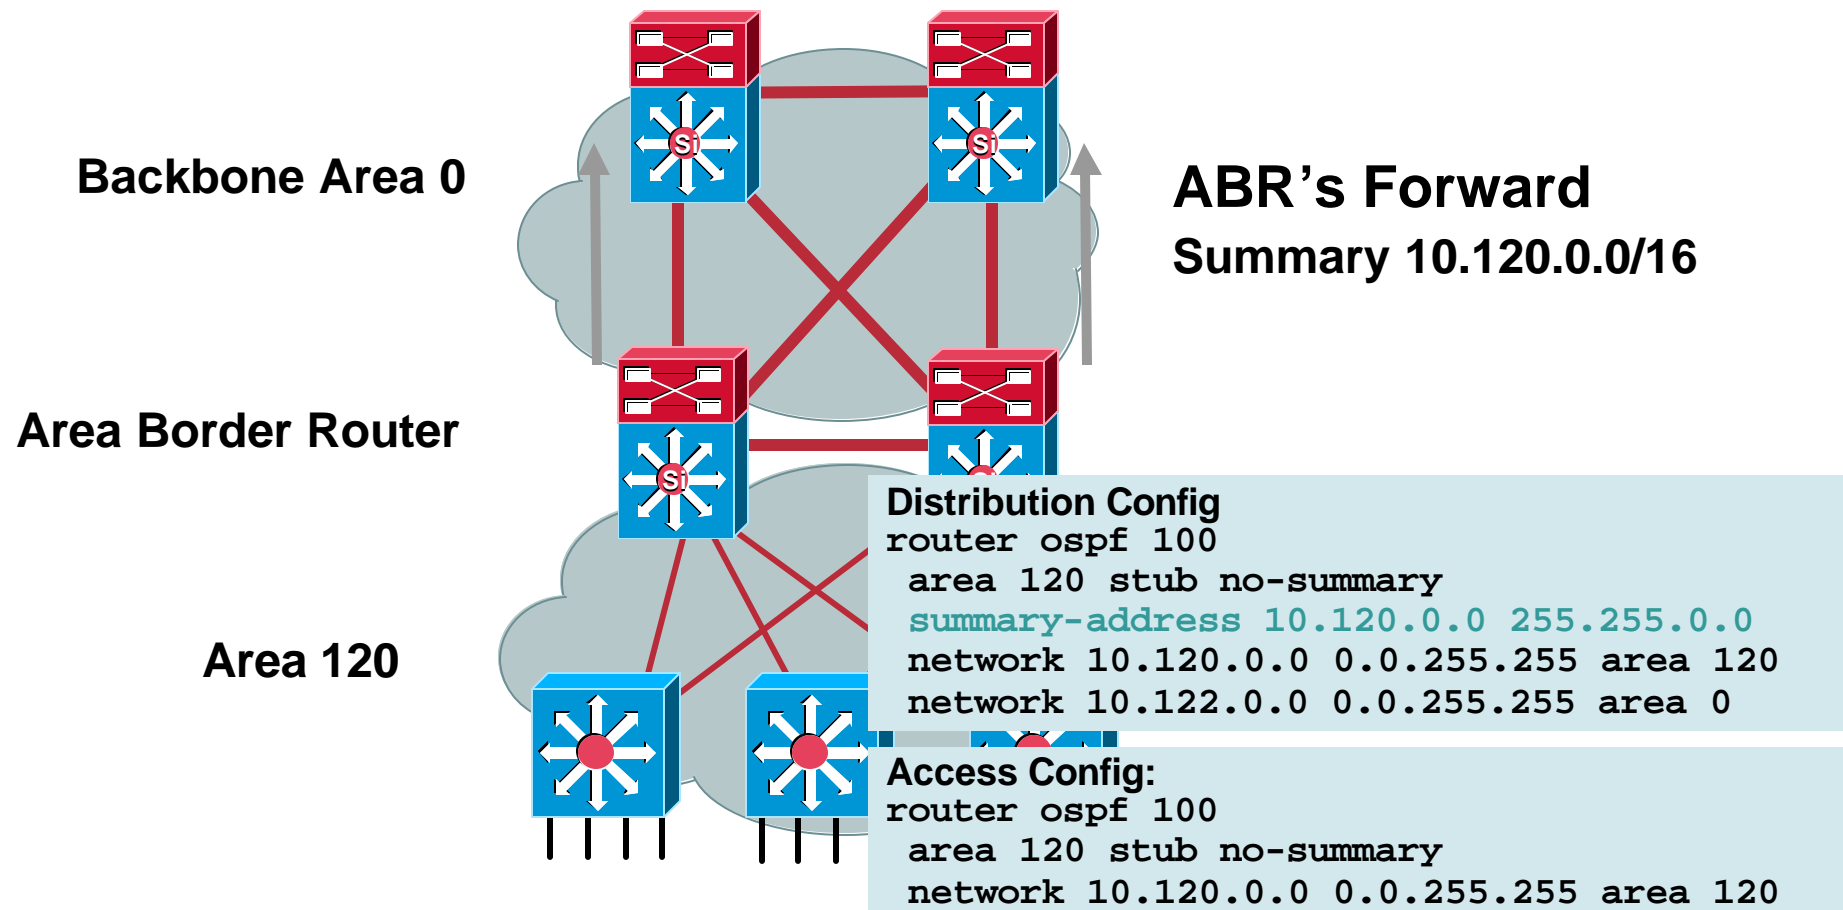 Si
Si
Backbone Area 0
ABR’s Forward
Summary 10.120.0.0/16
Area Border Router
Si
Si
Distribution Config
router ospf 100
area 120 stub no-summary
summary-address 10.120.0.0 255.255.0.0
network 10.120.0.0 0.0.255.255 area 120
network 10.122.0.0 0.0.255.255 area 0
Area 120
Access Config:
router ospf 100
area 120 stub no-summary
network 10.120.0.0 0.0.255.255 area 120